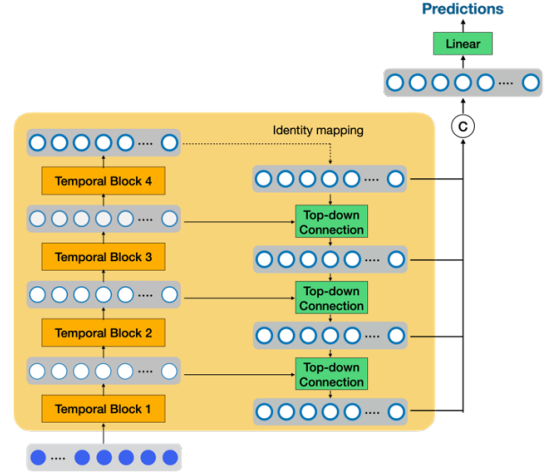 Predictions
Linear
C
Identity mapping
Temporal Block 4
Top-down
Connection
Temporal Block 3
Top-down
Connection
Temporal Block 2
Top-down
Connection
Temporal Block 1